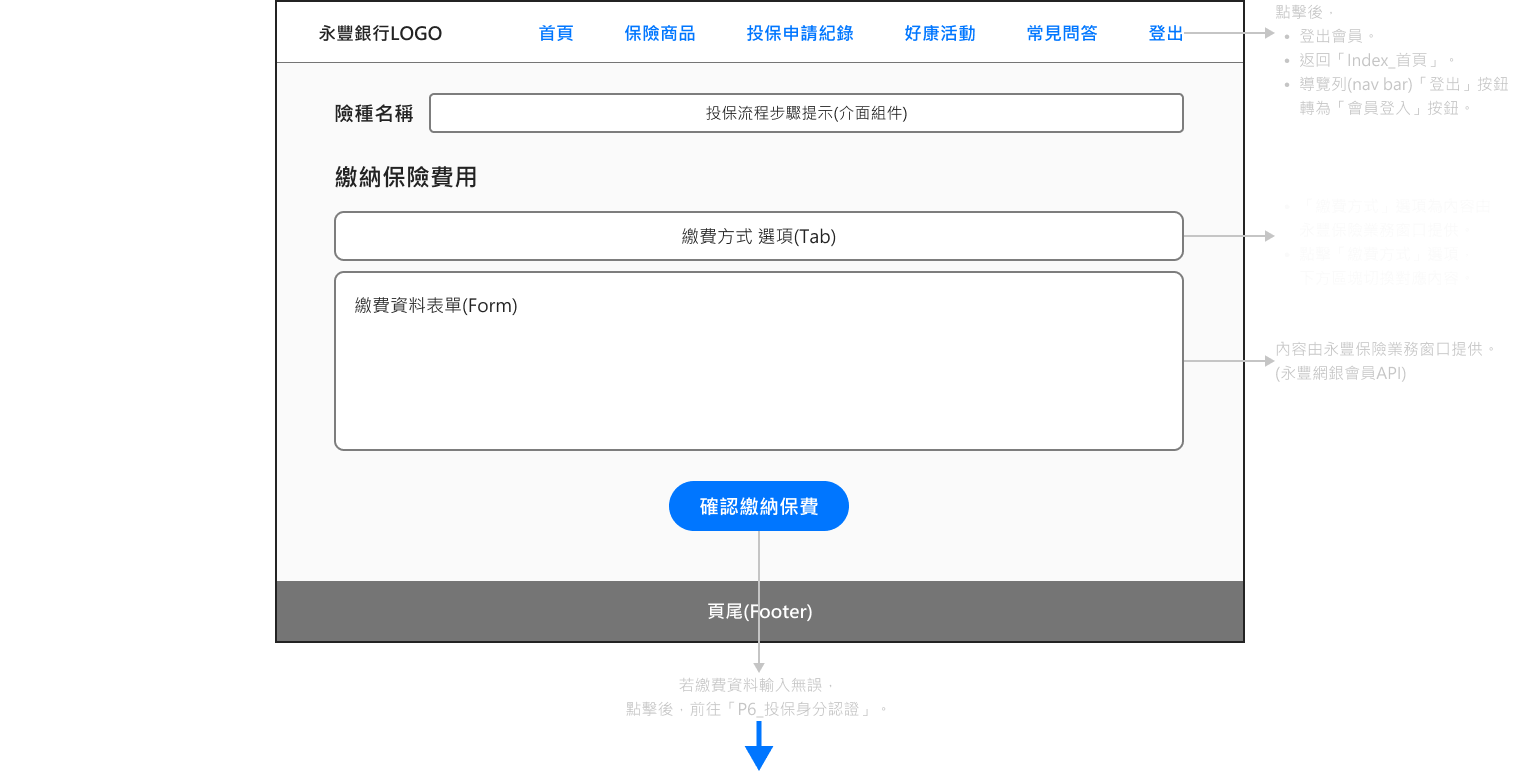 永豐銀行LOGO 首頁 保險商品 投保申請紀錄 好康活動 常見問答 登出
點擊後，
• 登出會員。
• 返回「Index_首頁」。
• 導覽列(nav bar)「登出」按鈕
轉為「會員登入」按鈕。
險種名稱 投保流程步驟提示(介面組件)
繳納保險費用
繳費方式 選項(Tab)
繳費資料表單(Form)
內容由永豐保險業務窗口提供。
(永豐網銀會員API)
確認繳納保費
頁尾(Footer)
若繳費資料輸入無誤，
點擊後，前往「P6_投保身分認證」。